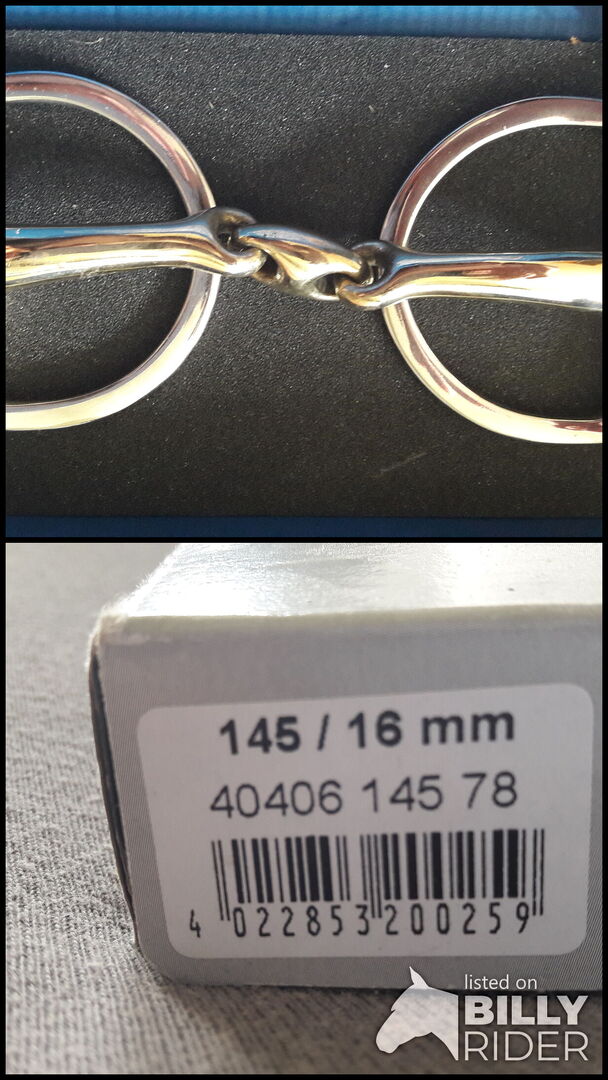 145 / 16 mm
40406 145 78
4 022853 200259
listed on
BILLY
RIDER